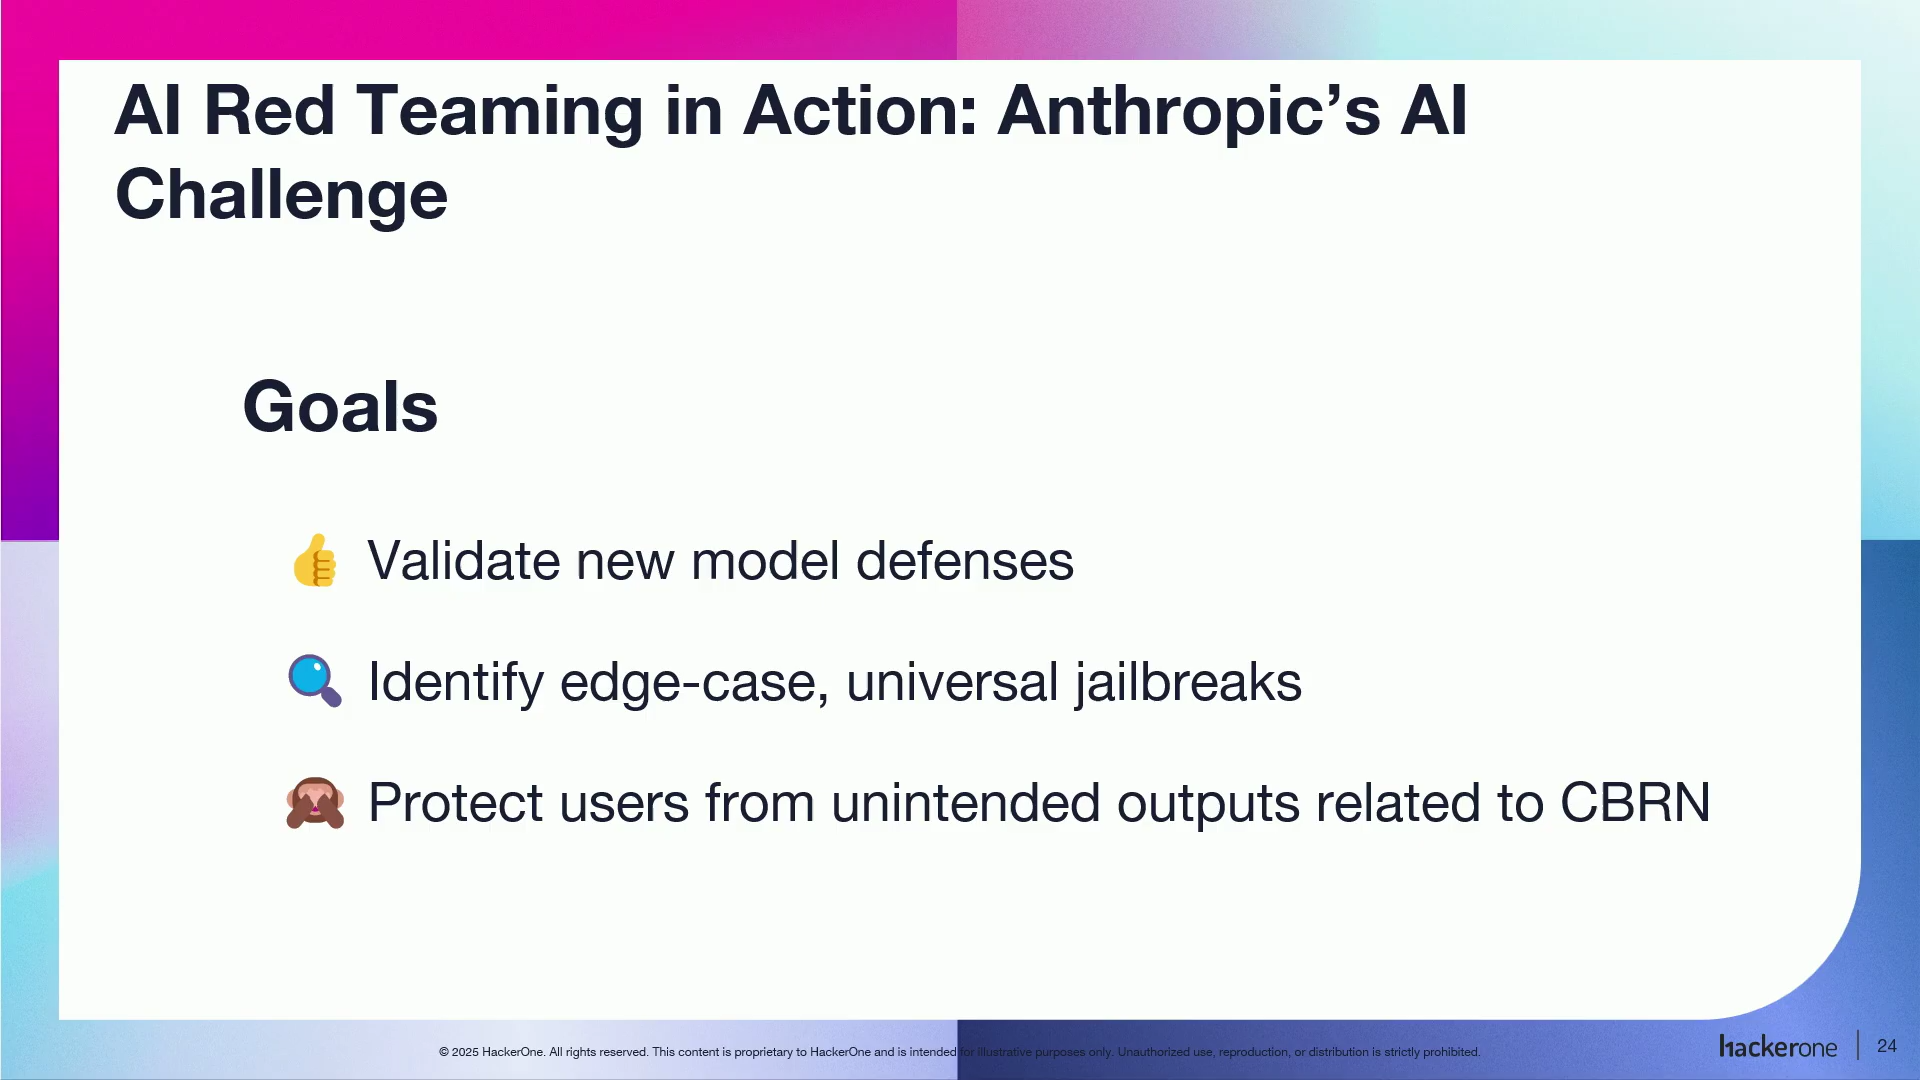 AI Red Teaming in Action: Anthropic’s AI
Challenge
Goals
👍 Validate new model defenses
🔍 Identify edge-case, universal jailbreaks
🙈 Protect users from unintended outputs related to CBRN
© 2025 HackerOne. All rights reserved. This content is proprietary to HackerOne and is intended for illustrative purposes only. Unauthorized use, reproduction, or distribution is strictly prohibited.
hackerone | 24